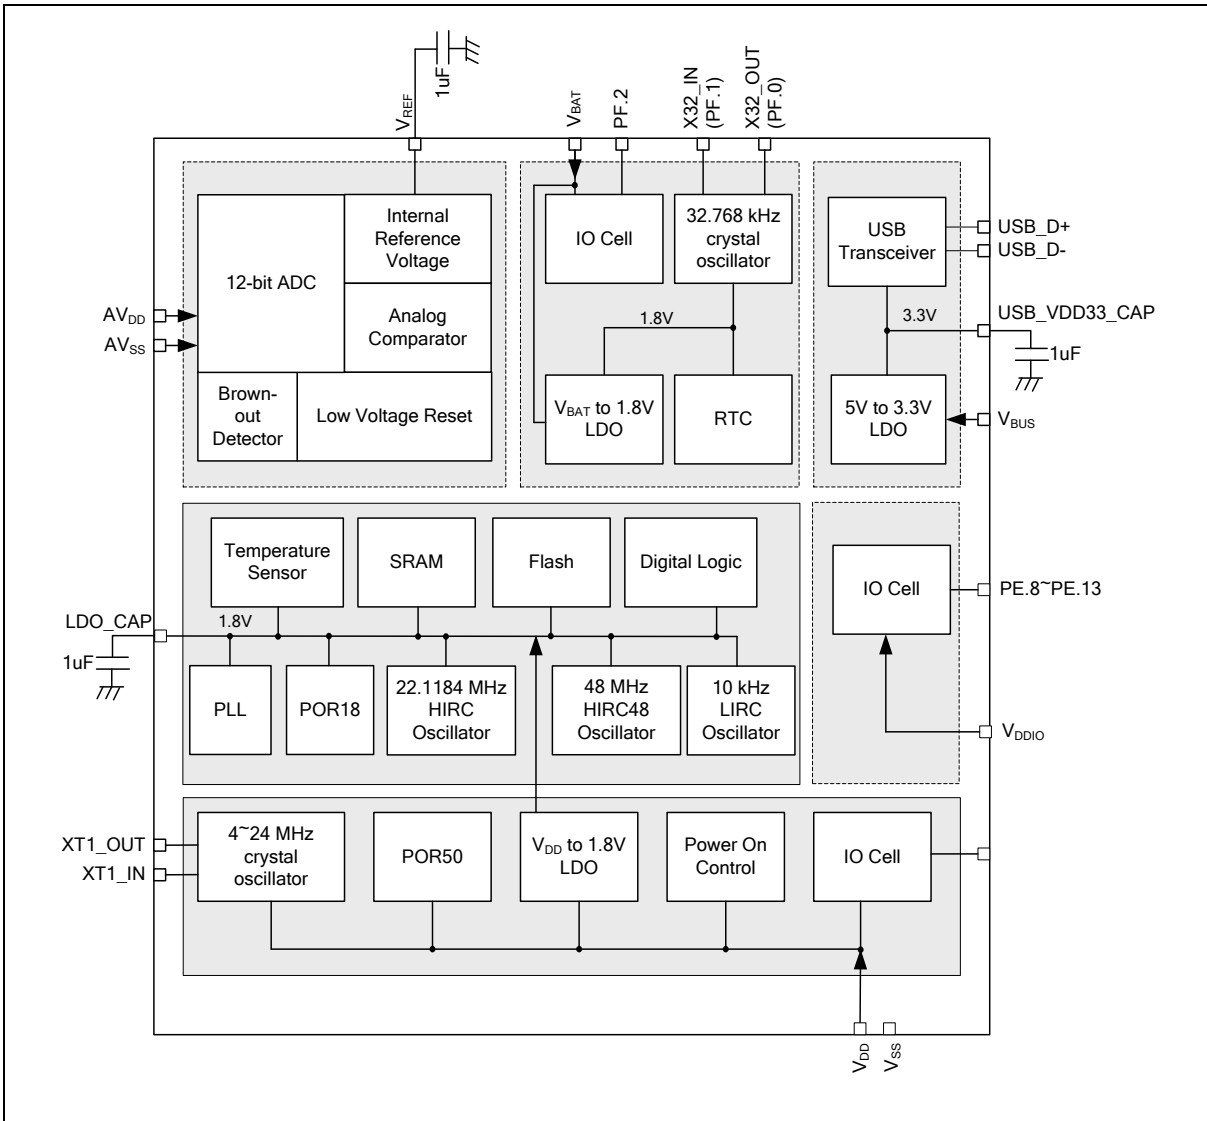 1uF
VREF
VBAT
PF.2
X32_IN
(PF.1)
X32_OUT
(PF.0)
12-bit ADC
Internal
Reference
Voltage
Analog
Comparator
Brown-
out
Detector
Low Voltage Reset
AVDD
AVSS
IO Cell
32.768 kHz
crystal
oscillator
1.8V
VBAT to 1.8V
LDO
RTC
USB
Transceiver
USB_D+
USB_D-
3.3V
USB_VDD33_CAP
1uF
5V to 3.3V
LDO
VBUS
Temperature
Sensor
SRAM
Flash
Digital Logic
LDO_CAP
1.8V
1uF
PLL
POR18
22.1184 MHz
HIRC
Oscillator
48 MHz
HIRC48
Oscillator
10 kHz
LIRC
Oscillator
IO Cell
PE.8~PE.13
VDDIO
XT1_OUT
XT1_IN
4~24 MHz
crystal
oscillator
POR50
VDD to 1.8V
LDO
Power On
Control
IO Cell
VDD
VSS